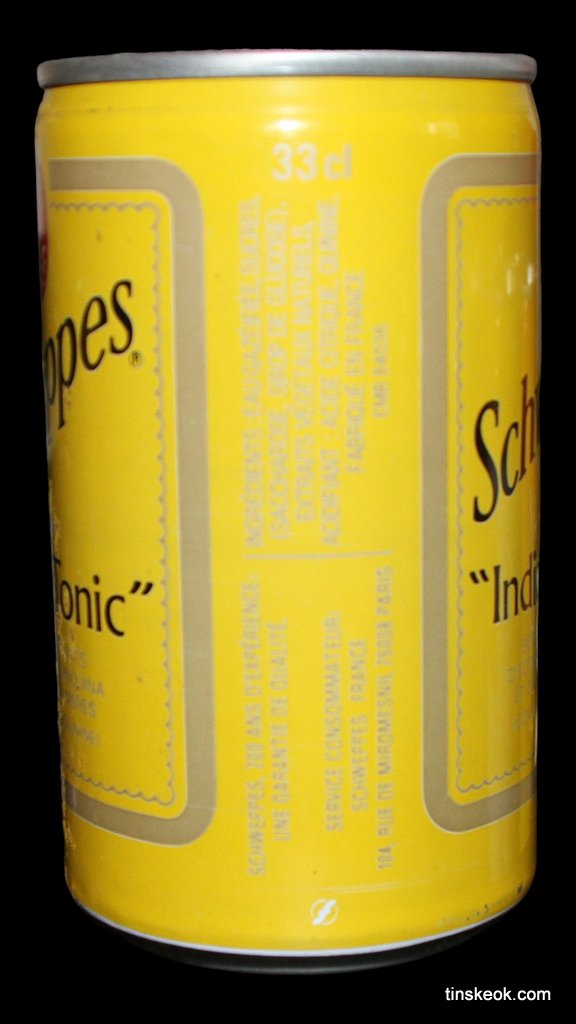 33 cl
ppes®
Tonic”
INGRÉDIENTS : EAU GAZÉIFIÉE, SUCRES,
(SACCHAROSE, SIROP DE GLUCOSE),
EXTRAITS VÉGÉTAUX NATURELS,
ACIDIFIANT : ACIDE CITRIQUE, QUININE.
FABRIQUÉ EN FRANCE
EMB
SCHWEPPES, 200 ANS D'EXPÉRIENCE.
UNE GARANTIE DE QUALITÉ.
SERVICE CONSOMMATEUR:
SCHWEPPES FRANCE
104 RUE DE MIROMESNIL 75008 PARIS
Sch
“Indi
tinskeok.com